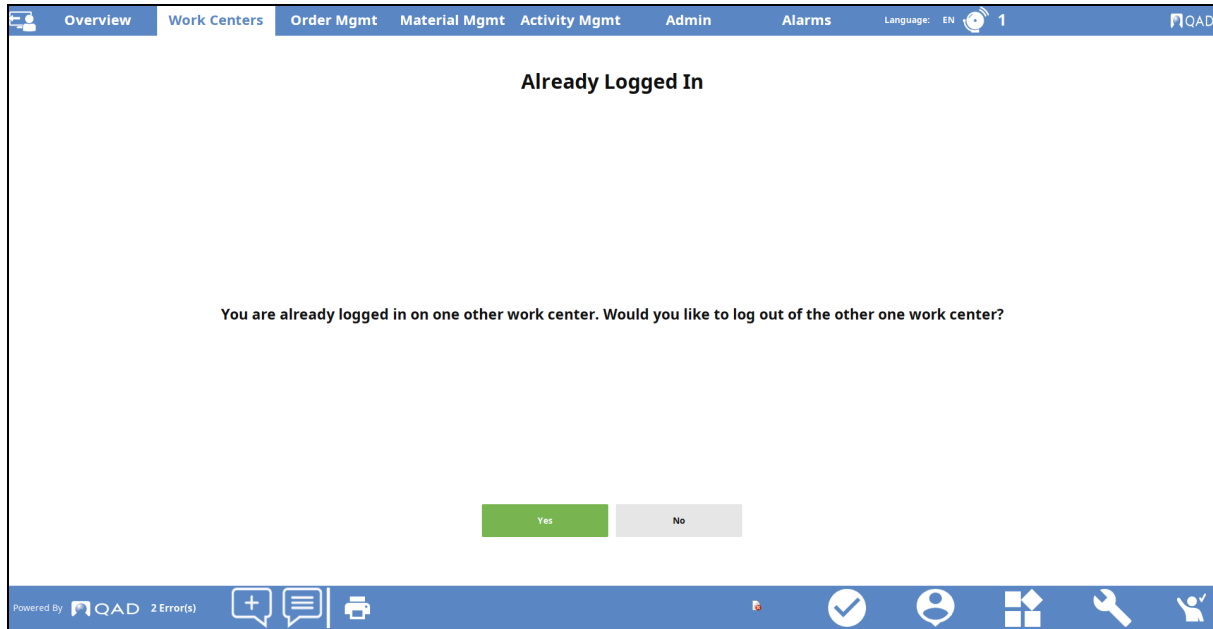 Overview Work Centers Order Mgmt Material Mgmt Activity Mgmt Admin Alarms Language: EN 1 QAD
Already Logged In
You are already logged in on one other work center. Would you like to log out of the other one work center?
Yes No
Powered By QAD 2 Error(s)